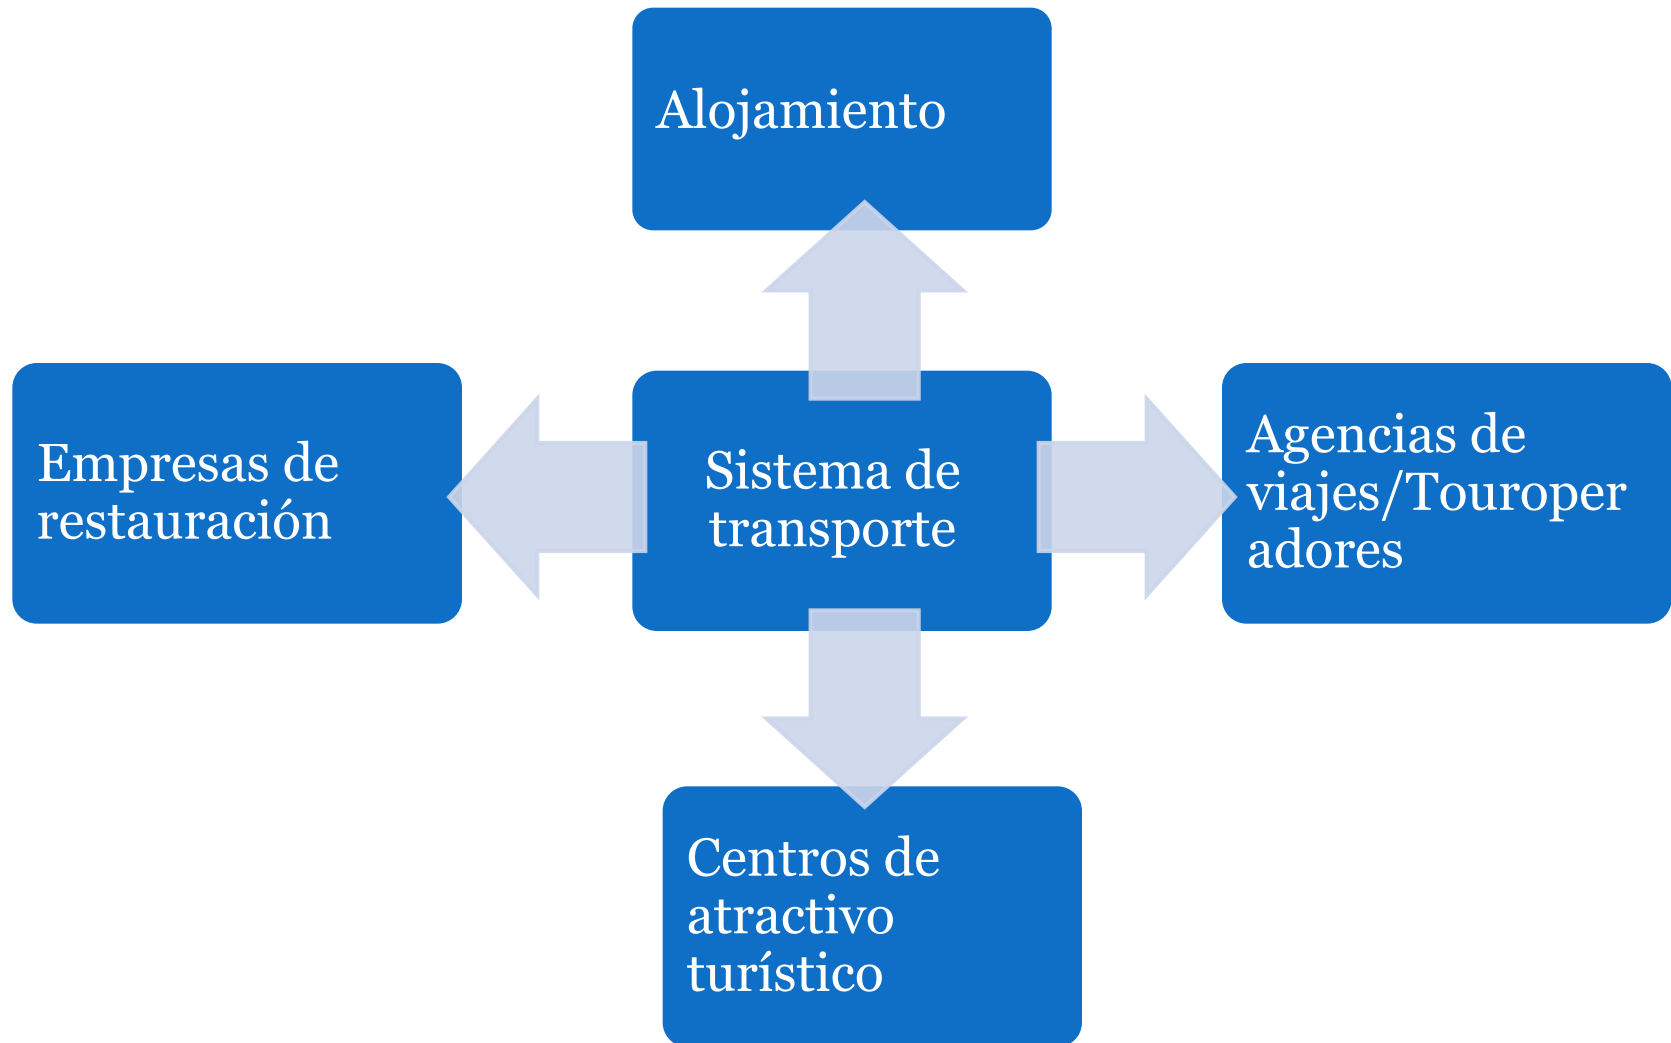 Alojamiento
Empresas de
restauración
Sistema de
transporte
Agencias de
viajes/Touroper
adores
Centros de
atractivo
turístico